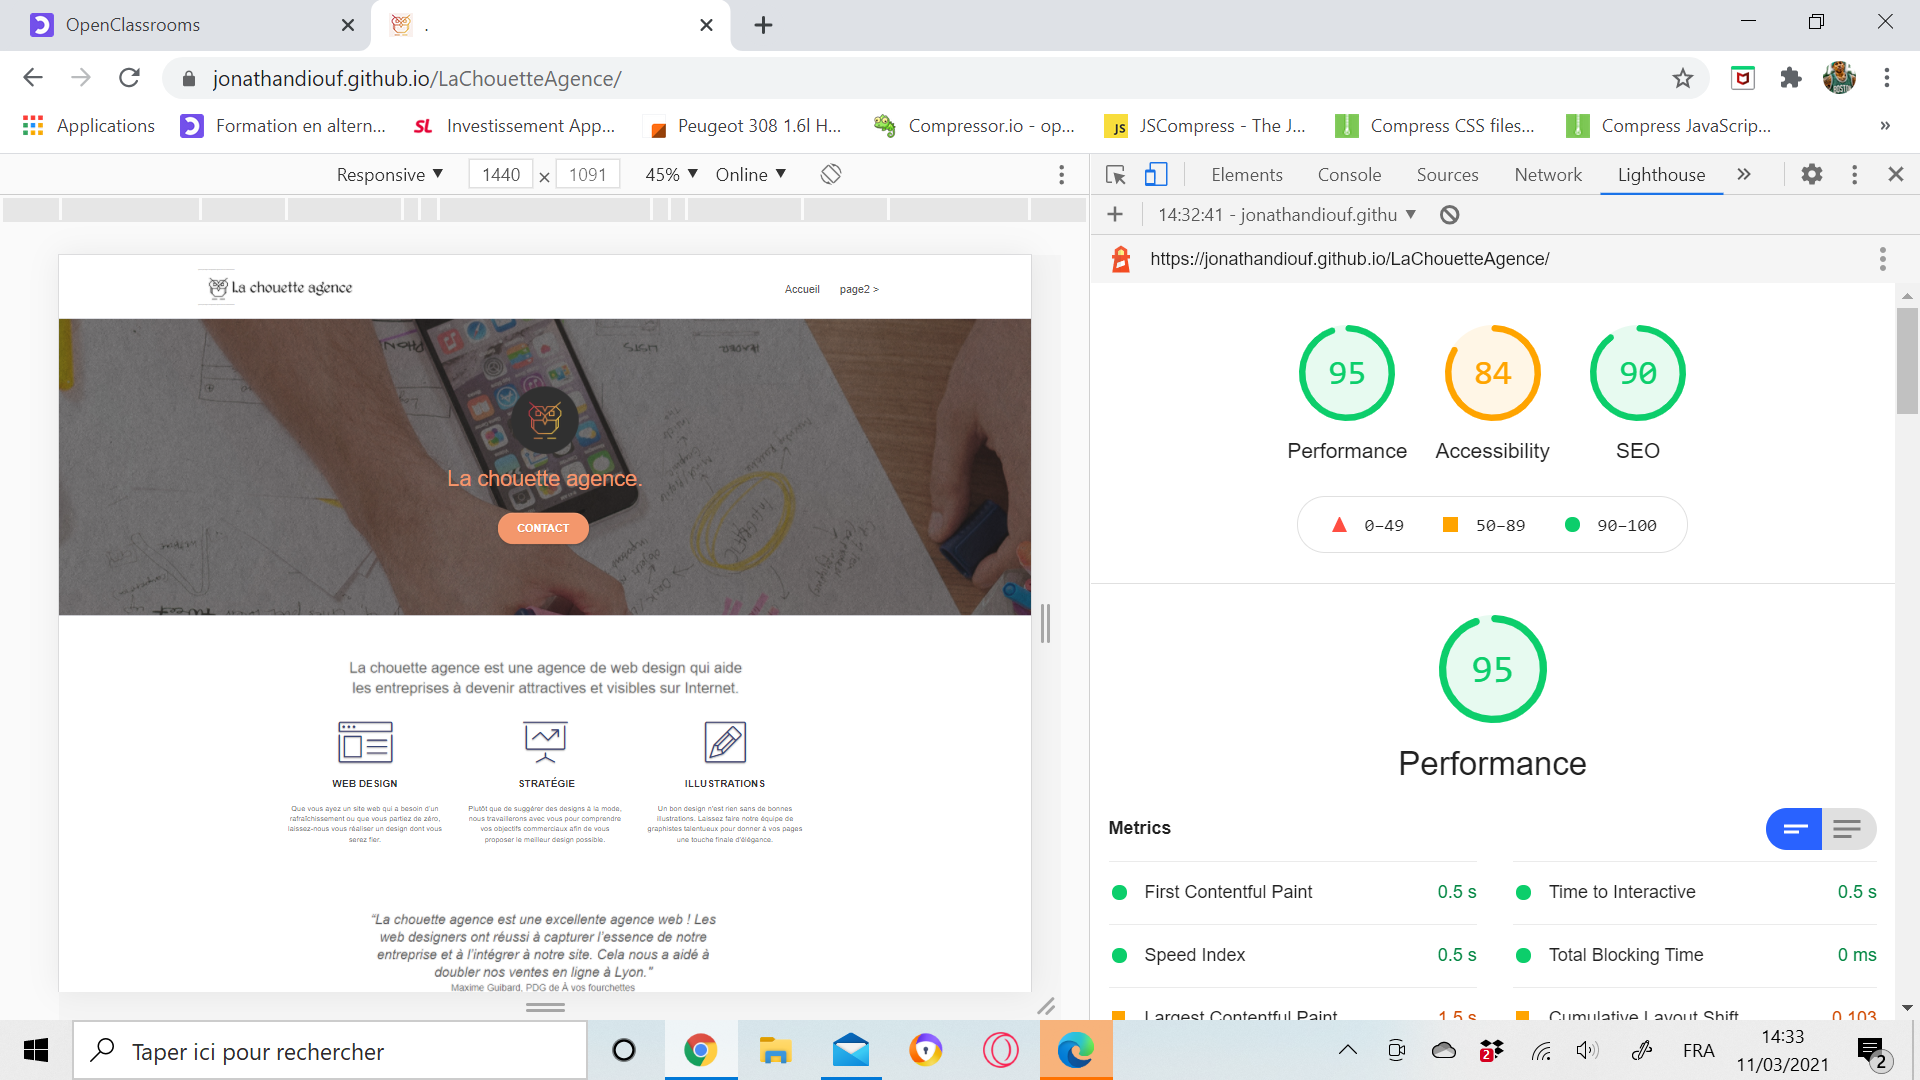 OpenClassrooms
.
jonathandiouf.github.io/LaChouetteAgence/
Applications
Formation en altern...
SL
Investissement App...
Peugeot 308 1.6l H...
Compressor.io - op...
JS
JSCompress - The J...
Compress CSS files...
Compress JavaScrip...
»
Responsive
1440
×
1091
45%
Online
Elements
Console
Sources
Network
Lighthouse
»
14:32:41 - jonathandiouf.githu
https://jonathandiouf.github.io/LaChouetteAgence/
La chouette agence
Accueil
page2 >
La chouette agence.
CONTACT
La chouette agence est une agence de web design qui aide
les entreprises à devenir attractives et visibles sur Internet.
WEB DESIGN
Que vous ayez un site web qui a besoin d'un
rafraîchissement ou que vous partiez de zéro,
laissez-nous vous réaliser un design dont vous
serez fier.
STRATÉGIE
Plutôt que de suggérer des designs à la mode,
nous travaillerons avec vous pour comprendre
vos objectifs commerciaux afin de vous
proposer le meilleur design possible.
ILLUSTRATIONS
Un bon design n'est rien sans de bonnes
illustrations. Laissez faire notre équipe de
graphistes talentueux pour donner à vos pages
une touche finale d'élégance.
"La chouette agence est une excellente agence web ! Les
web designers ont réussi à capturer l'essence de notre
entreprise et à l'intégrer à notre site. Cela nous a aidé à
doubler nos ventes en ligne à Lyon."
Maxime Guibard, PDG de À vos fourchettes
95
84
90
Performance
Accessibility
SEO
0–49
50–89
90–100
95
Performance
Metrics
First Contentful Paint
0.5 s
Time to Interactive
0.5 s
Speed Index
0.5 s
Total Blocking Time
0 ms
Largest Contentful Paint
1.5 s
Cumulative Layout Shift
0.103
Taper ici pour rechercher
2
FRA
14:33
11/03/2021
2